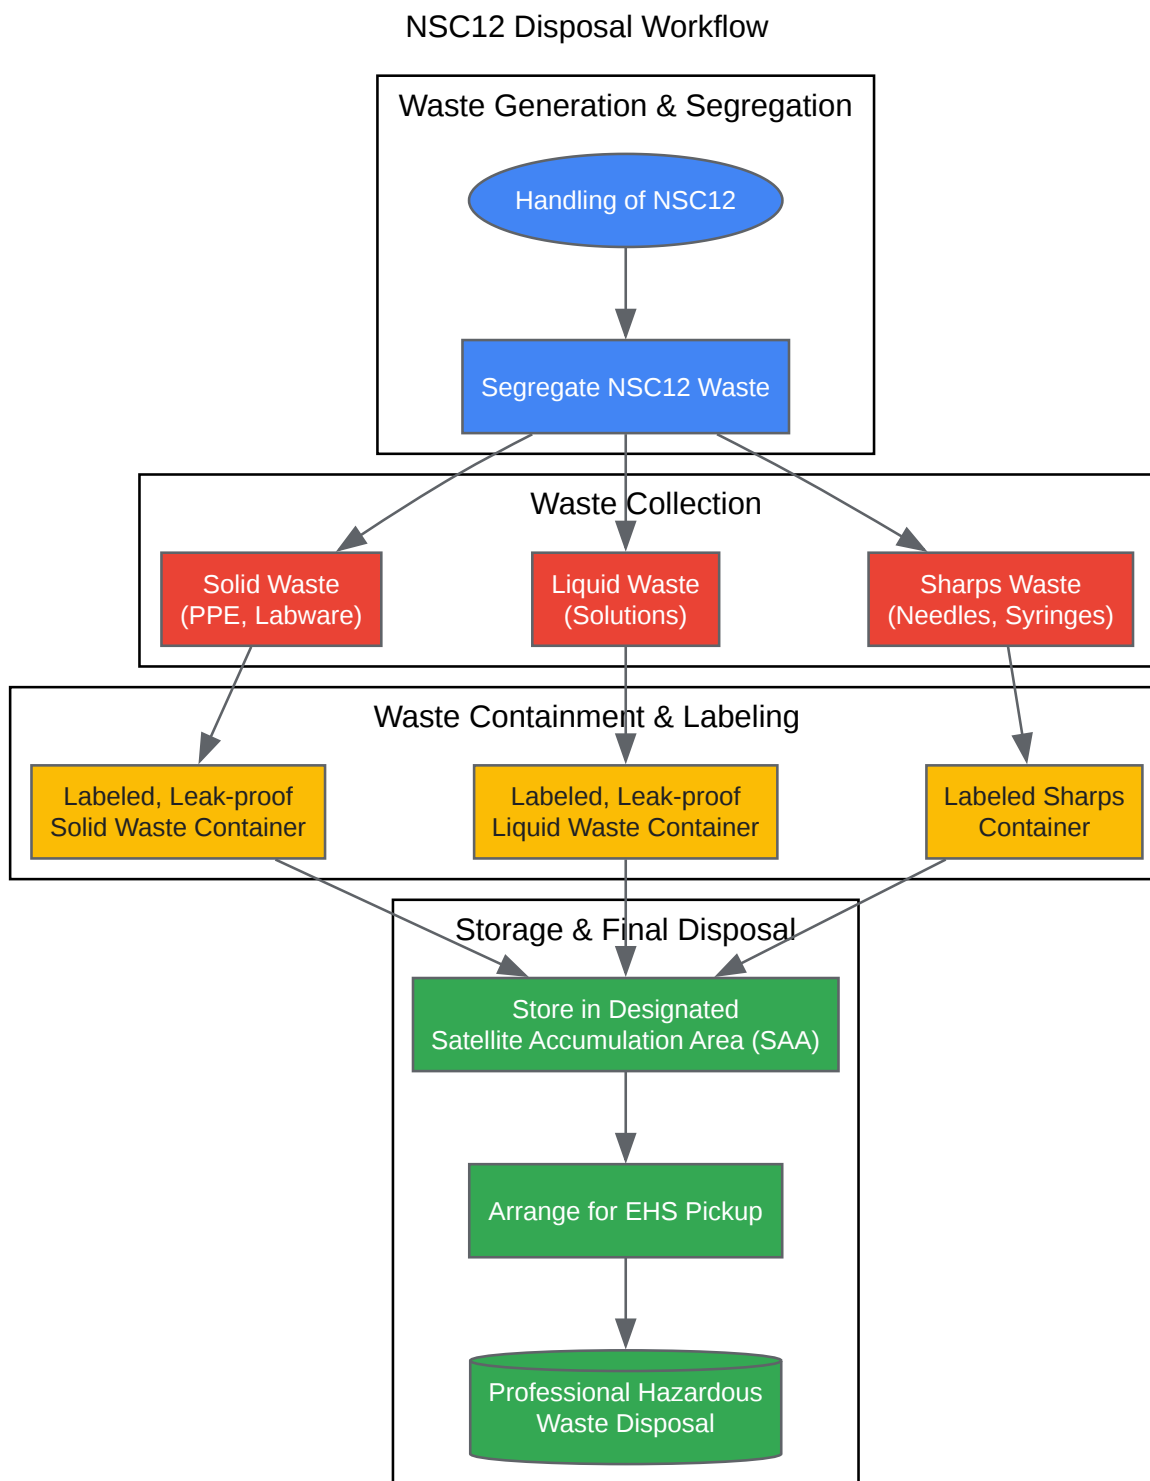 NSC12 Disposal Workflow
Waste Generation & Segregation
Handling of NSC12
Segregate NSC12 Waste
Waste Collection
Solid Waste
(PPE, Labware)
Liquid Waste
(Solutions)
Sharps Waste
(Needles, Syringes)
Waste Containment & Labeling
Labeled, Leak-proof
Solid Waste Container
Labeled, Leak-proof
Liquid Waste Container
Labeled Sharps
Container
Storage & Final Disposal
Store in Designated
Satellite Accumulation Area (SAA)
Arrange for EHS Pickup
Professional Hazardous
Waste Disposal